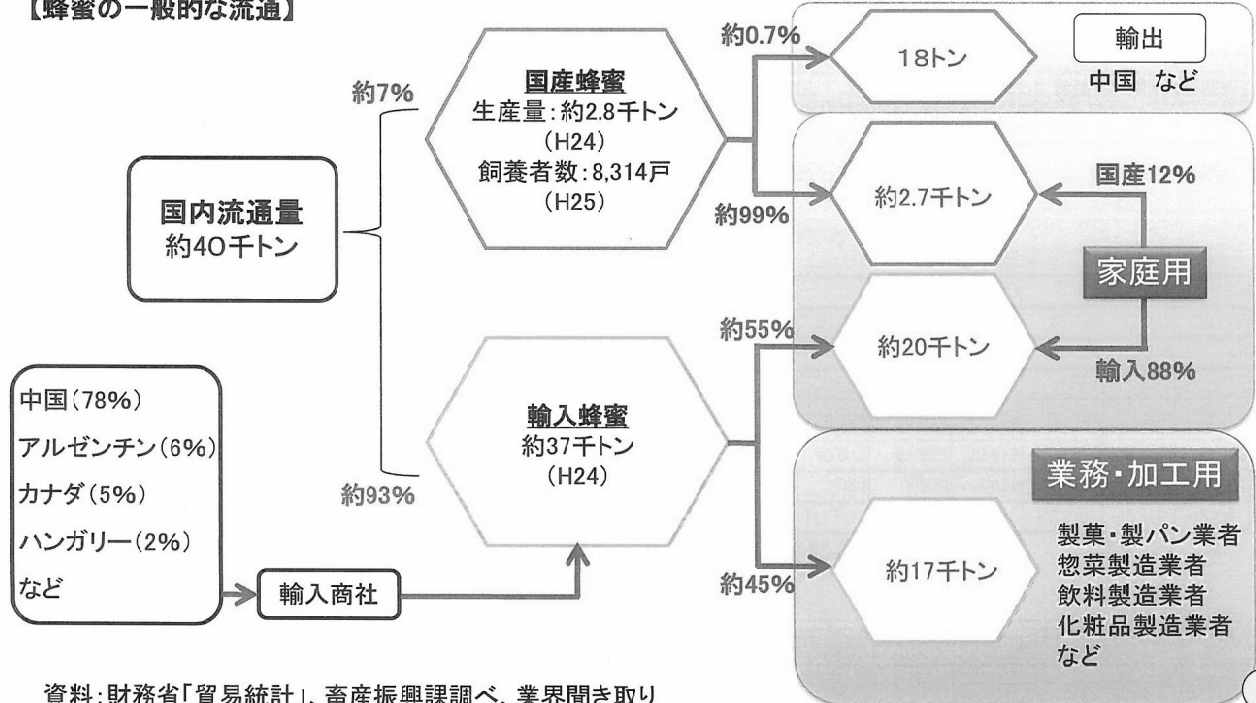 【蜂蜜の一般的な流通】
国内流通量
約40千トン
約7%
約93%
国産蜂蜜
生産量:約2.8千トン
(H24)
飼養者数:8,314戸
(H25)
約0.7%
約99%
18トン
輸出
中国 など
約2.7千トン
国産12%
家庭用
輸入88%
約20千トン
中国(78%)
アルゼンチン(6%)
カナダ(5%)
ハンガリー(2%)
など
輸入商社
輸入蜂蜜
約37千トン
(H24)
約55%
約45%
約17千トン
業務・加工用
製菓・製パン業者
惣菜製造業者
飲料製造業者
化粧品製造業者
など
資料:財務省「貿易統計」、畜産振興課調べ、業界聞き取り